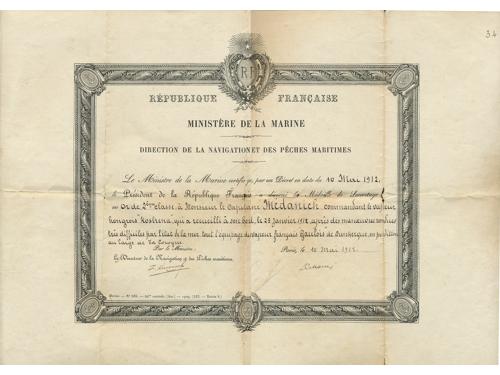 34
RF
RÉPUBLIQUE FRANÇAISE
MINISTÈRE DE LA MARINE
DIRECTION DE LA NAVIGATION ET DES PÊCHES MARITIMES
Le Ministre de la Marine certifie que, par un Décret en date du 10 Mai 1912,
le Président de la République Française a décerné la Médaille de Sauvetage
en or de 2ème classe, à Monsieur le Capitaine Medanich commandant le vapeur
hongrois Kostrena, qui a recueilli à son bord, le 29 janvier 1912, après des manœuvres
très difficiles par l'état de la mer, tout l'équipage du vapeur français Gaulois de Dunkerque, en perdition
au large de la Corogne
Par le Ministre: Paris, le 10 Mai 1912.
Le Directeur de la Navigation et des Pêches maritimes,